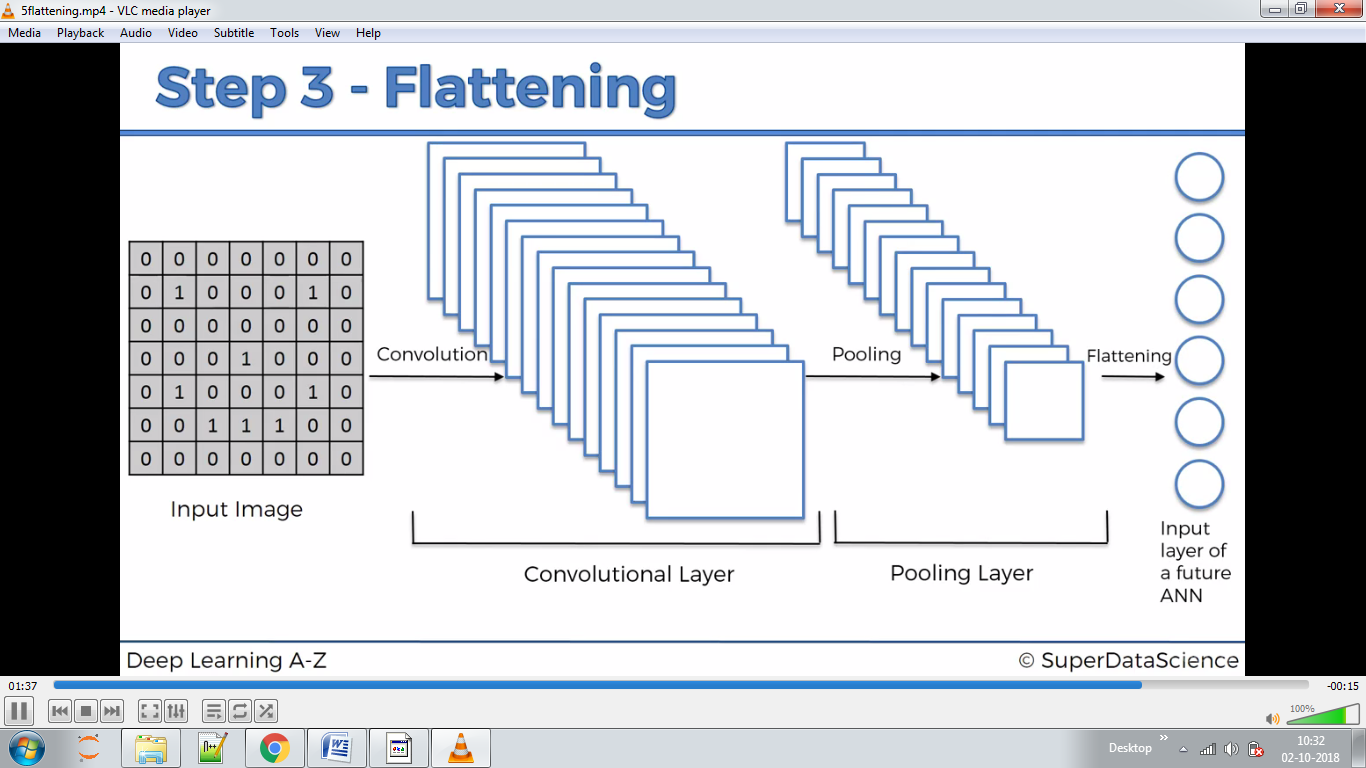 5flattening.mp4 - VLC media player
Media Playback Audio Video Subtitle Tools View Help
Step 3 - Flattening
0 0 0 0 0 0 0
0 1 0 0 0 1 0
0 0 0 0 0 0 0
0 0 0 1 0 0 0
0 1 0 0 0 1 0
0 0 1 1 1 0 0
0 0 0 0 0 0 0
Input Image
Convolution
Convolutional Layer
Pooling
Pooling Layer
Flattening
Input
layer of
a future
ANN
Deep Learning A-Z
© SuperDataScience
01:37
-00:15
100%
N++
W
Desktop
»
10:32
02-10-2018